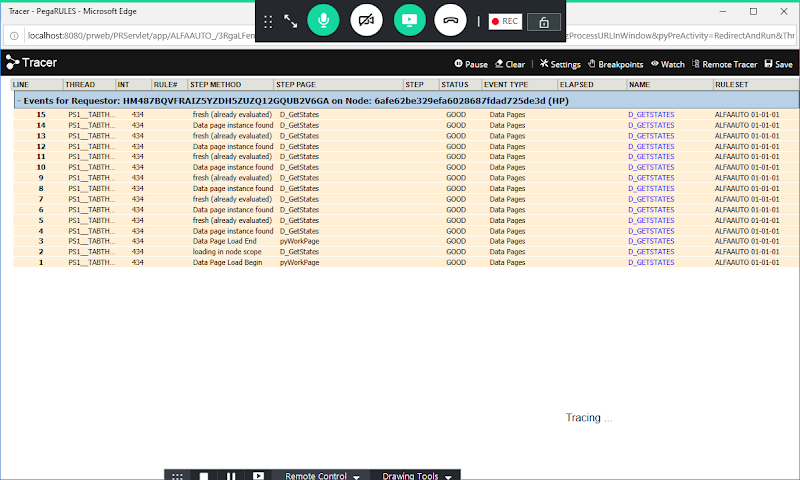 Tracer - PegaRULES - Microsoft Edge
REC
localhost:8080/prweb/PRServlet/app/ALFAAUTO_/3RgaLFen zProcessURLInWindow&pyPreActivity=RedirectAndRun&Thr
Tracer Pause Clear | Settings Breakpoints Watch Remote Tracer Save
LINE THREAD INT RULE# STEP METHOD STEP PAGE STEP STATUS EVENT TYPE ELAPSED NAME RULESET
- Events for Requestor: HM487BQVFRAIZ5YZDH5ZUZQ12GQUB2V6GA on Node: 6afe62be329efa6028687fdad725de3d (HP)
15 PS1__TABTH... 434 fresh (already evaluated) D_GetStates GOOD Data Pages D_GETSTATES ALFAAUTO 01-01-01
14 PS1__TABTH... 434 Data page instance found D_GetStates GOOD Data Pages D_GETSTATES ALFAAUTO 01-01-01
13 PS1__TABTH... 434 fresh (already evaluated) D_GetStates GOOD Data Pages D_GETSTATES ALFAAUTO 01-01-01
12 PS1__TABTH... 434 Data page instance found D_GetStates GOOD Data Pages D_GETSTATES ALFAAUTO 01-01-01
11 PS1__TABTH... 434 fresh (already evaluated) D_GetStates GOOD Data Pages D_GETSTATES ALFAAUTO 01-01-01
10 PS1__TABTH... 434 Data page instance found D_GetStates GOOD Data Pages D_GETSTATES ALFAAUTO 01-01-01
9 PS1__TABTH... 434 fresh (already evaluated) D_GetStates GOOD Data Pages D_GETSTATES ALFAAUTO 01-01-01
8 PS1__TABTH... 434 Data page instance found D_GetStates GOOD Data Pages D_GETSTATES ALFAAUTO 01-01-01
7 PS1__TABTH... 434 fresh (already evaluated) D_GetStates GOOD Data Pages D_GETSTATES ALFAAUTO 01-01-01
6 PS1__TABTH... 434 Data page instance found D_GetStates GOOD Data Pages D_GETSTATES ALFAAUTO 01-01-01
5 PS1__TABTH... 434 fresh (already evaluated) D_GetStates GOOD Data Pages D_GETSTATES ALFAAUTO 01-01-01
4 PS1__TABTH... 434 Data page instance found D_GetStates GOOD Data Pages D_GETSTATES ALFAAUTO 01-01-01
3 PS1__TABTH... 434 Data Page Load End pyWorkPage GOOD Data Pages D_GETSTATES ALFAAUTO 01-01-01
2 PS1__TABTH... 434 loading in node scope D_GetStates GOOD Data Pages D_GETSTATES ALFAAUTO 01-01-01
1 PS1__TABTH... 434 Data Page Load Begin pyWorkPage GOOD Data Pages D_GETSTATES ALFAAUTO 01-01-01
Tracing ...
Remote Control Drawing Tools